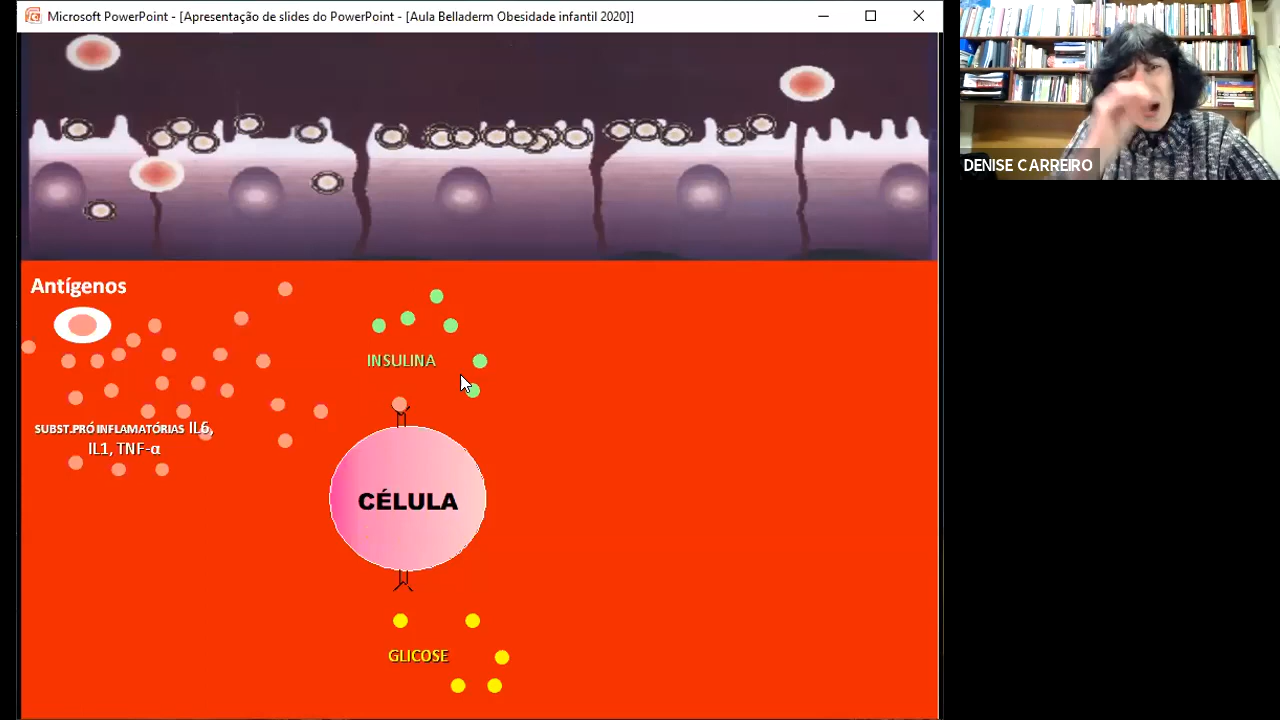 Microsoft PowerPoint - [Apresentação de slides do PowerPoint - [Aula Belladerm Obesidade infantil 2020]]
DENISE CARREIRO
Antígenos
INSULINA
SUBST.PRÓ INFLAMATÓRIAS IL6,
IL1, TNF-α
CÉLULA
GLICOSE